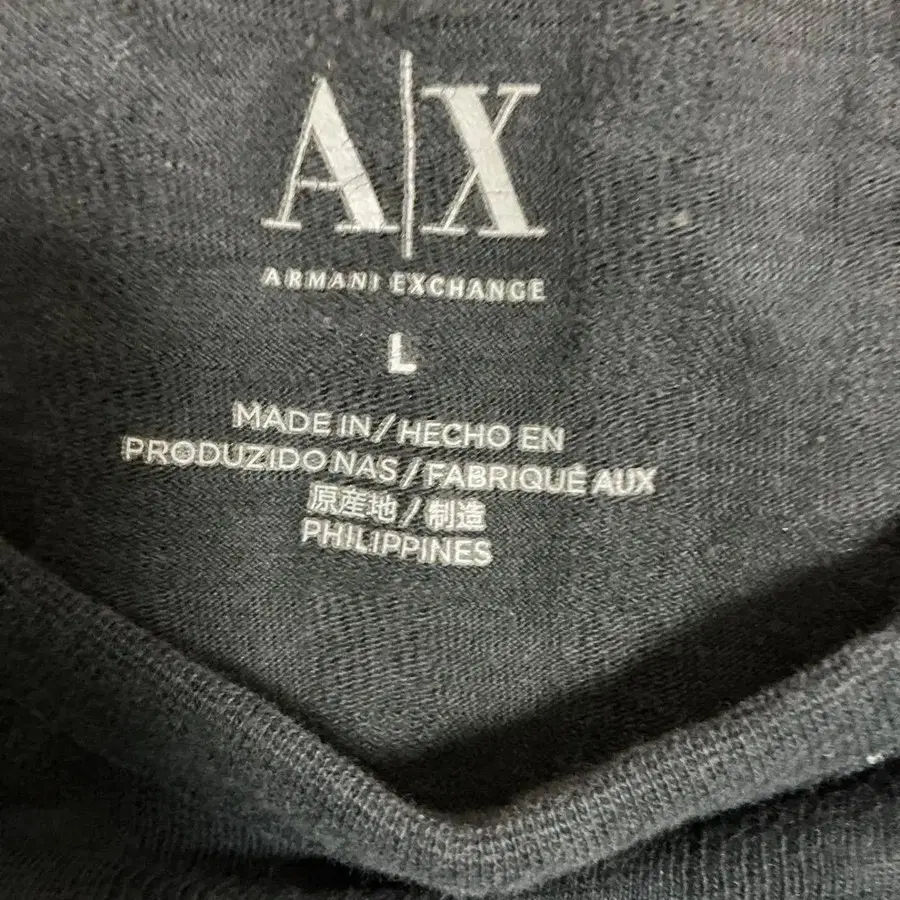 A|X
ARMANI EXCHANGE
L
MADE IN/HECHO EN
PRODUZIDO NAS/FABRIQUÉ AUX
原産地/制造
PHILIPPINES